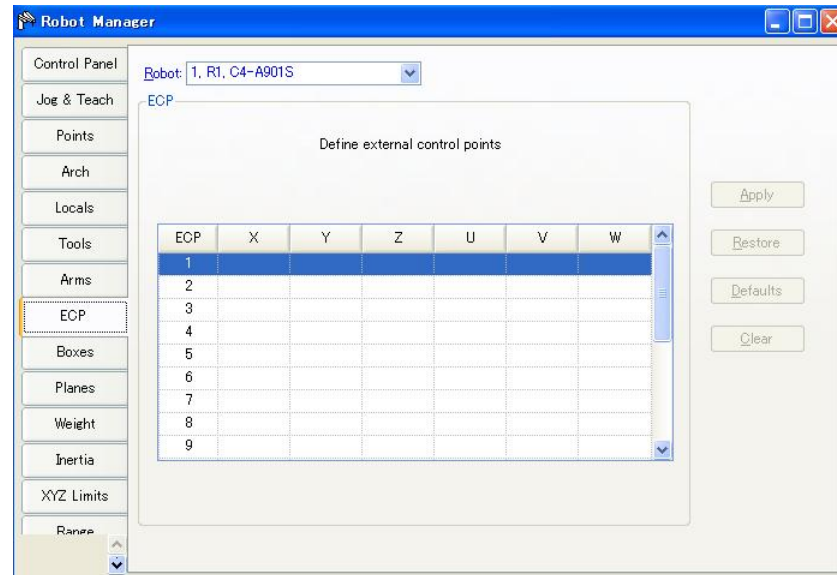 Robot Manager
Control Panel
Jog & Teach
Points
Arch
Locals
Tools
Arms
ECP
Boxes
Planes
Weight
Inertia
XYZ Limits
Range
Robot: 1, R1, C4-A901S
ECP
Define external control points
ECP X Y Z U V W
1
2
3
4
5
6
7
8
9
Apply
Restore
Defaults
Clear